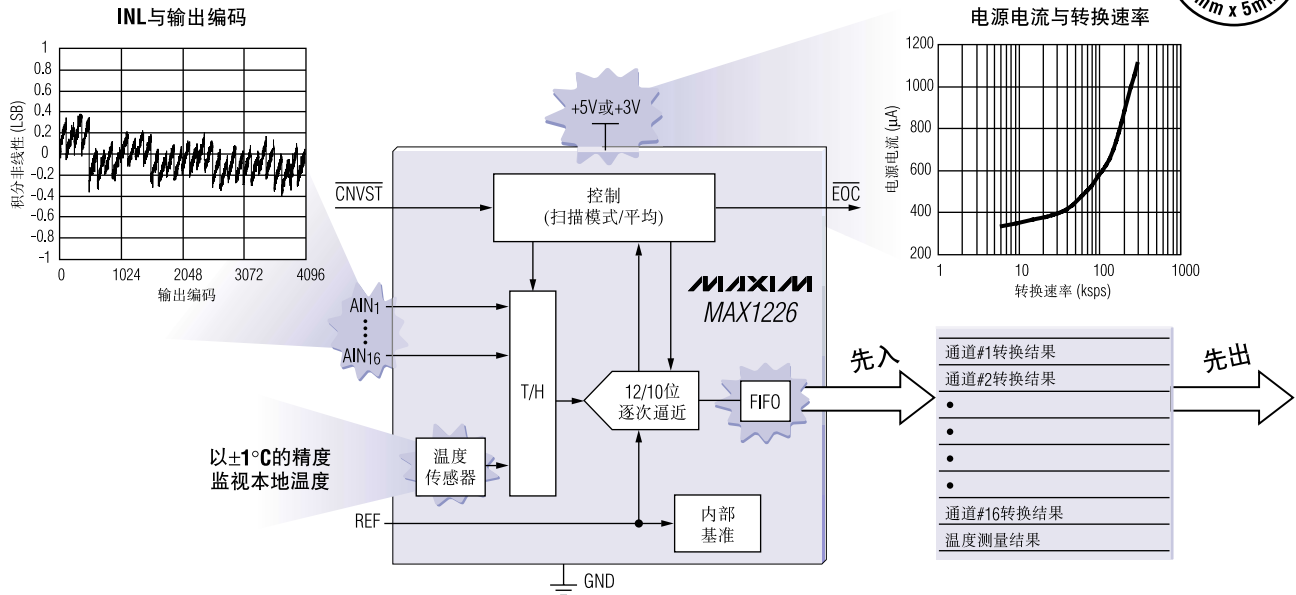 INL与输出编码
1
0.8
0.6
0.4
0.2
0
-0.2
-0.4
-0.6
-0.8
-1
积分非线性 (LSB)
0 1024 2048 3072 4096
输出编码
+5V或+3V
电源电流与转换速率
1200
1000
800
600
400
200
电源电流 (µA)
1 10 100 1000
转换速率 (ksps)
x 5mm
CNVST
控制
(扫描模式/平均)
EOC
MAXIM
MAX1226
AIN1
AIN16
T/H
12/10位
逐次逼近
FIFO
先入
通道#1转换结果
通道#2转换结果
•
•
•
•
通道#16转换结果
温度测量结果
先出
以±1°C的精度
监视本地温度
温度
传感器
REF
内部
基准
GND